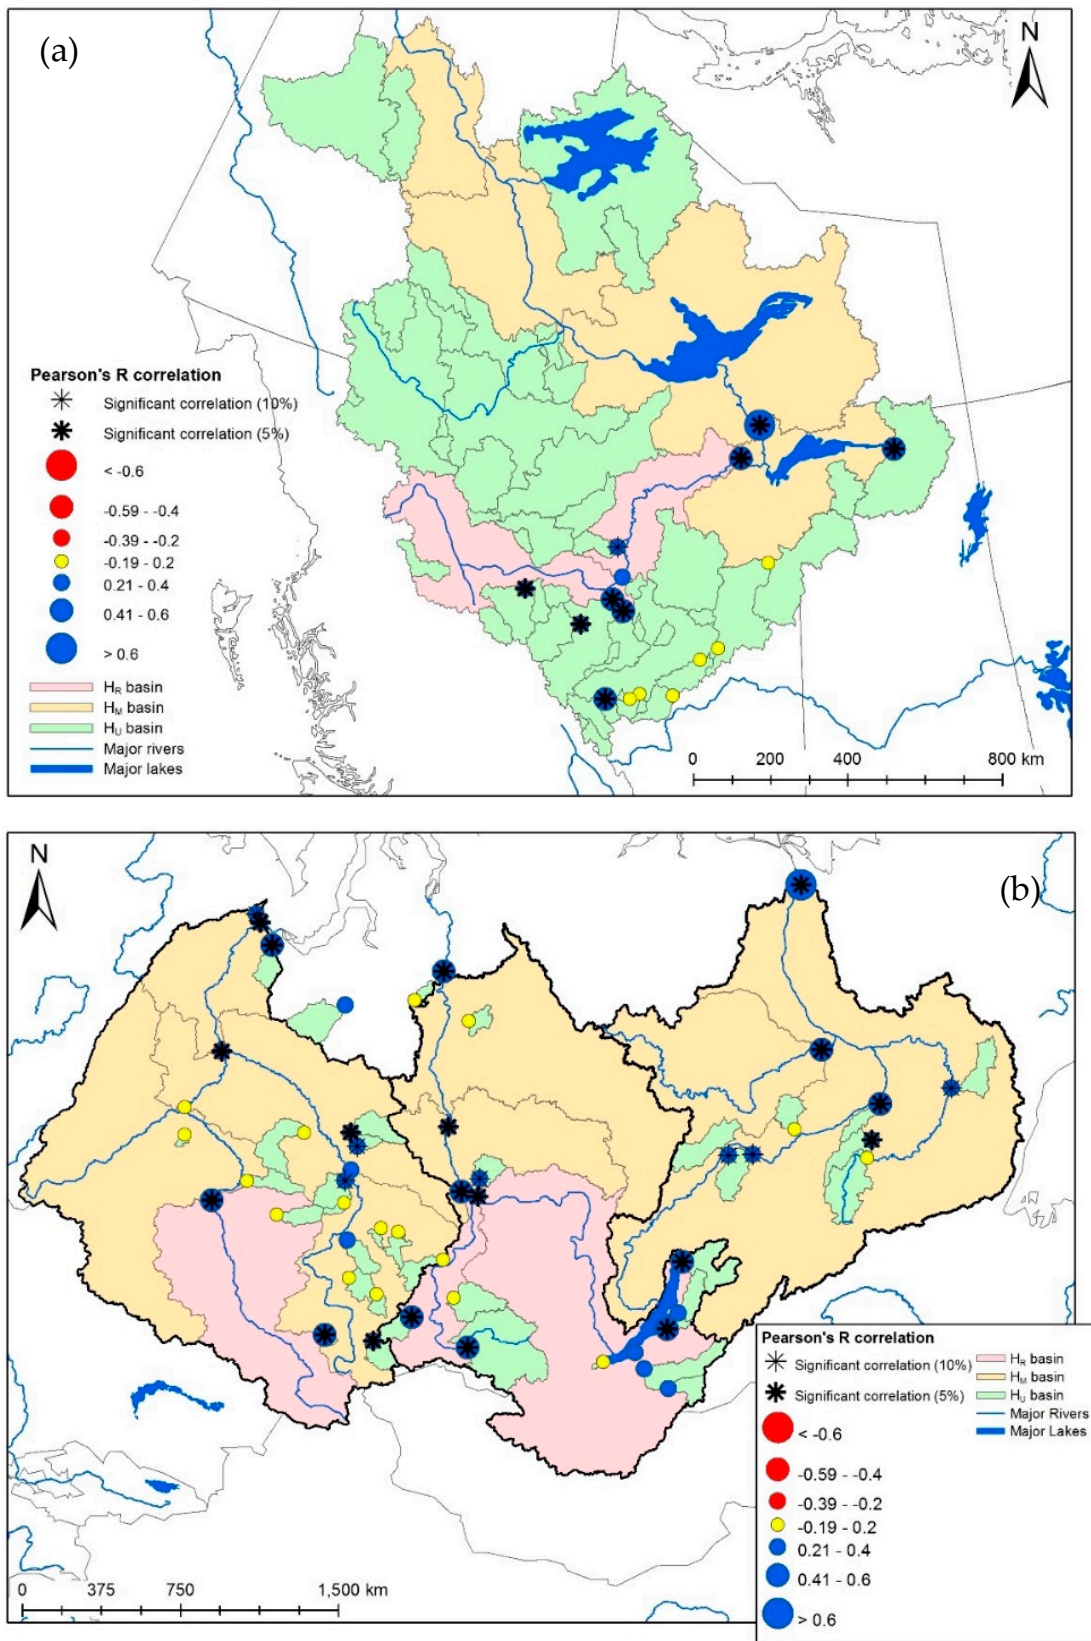 (a)
N
Pearson's R correlation
Significant correlation (10%)
Significant correlation (5%)
< -0.6
-0.59 - -0.4
-0.39 - -0.2
-0.19 - 0.2
0.21 - 0.4
0.41 - 0.6
> 0.6
HR basin
HM basin
HU basin
Major rivers
Major lakes
0 200 400 800 km
N
(b)
Pearson's R correlation
Significant correlation (10%)
Significant correlation (5%)
< -0.6
-0.59 - -0.4
-0.39 - -0.2
-0.19 - 0.2
0.21 - 0.4
0.41 - 0.6
> 0.6
HR basin
HM basin
HU basin
Major Rivers
Major Lakes
0 375 750 1,500 km